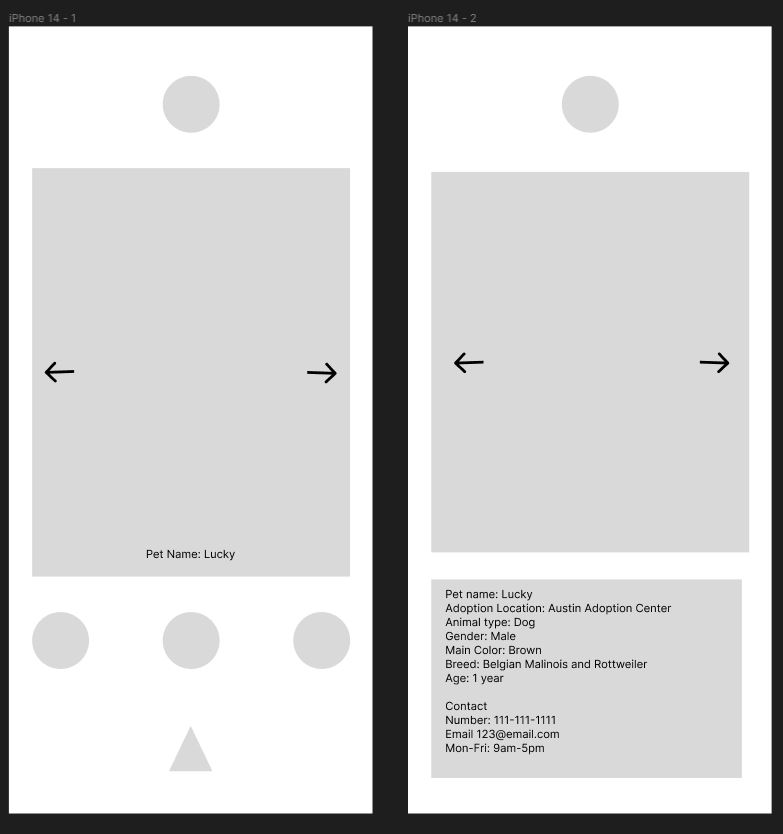 iPhone 14 - 1
iPhone 14 - 2
Pet Name: Lucky
Pet name: Lucky
Adoption Location: Austin Adoption Center
Animal type: Dog
Gender: Male
Main Color: Brown
Breed: Belgian Malinois and Rottweiler
Age: 1 year
Contact
Number: 111-111-1111
Email 123@email.com
Mon-Fri: 9am-5pm